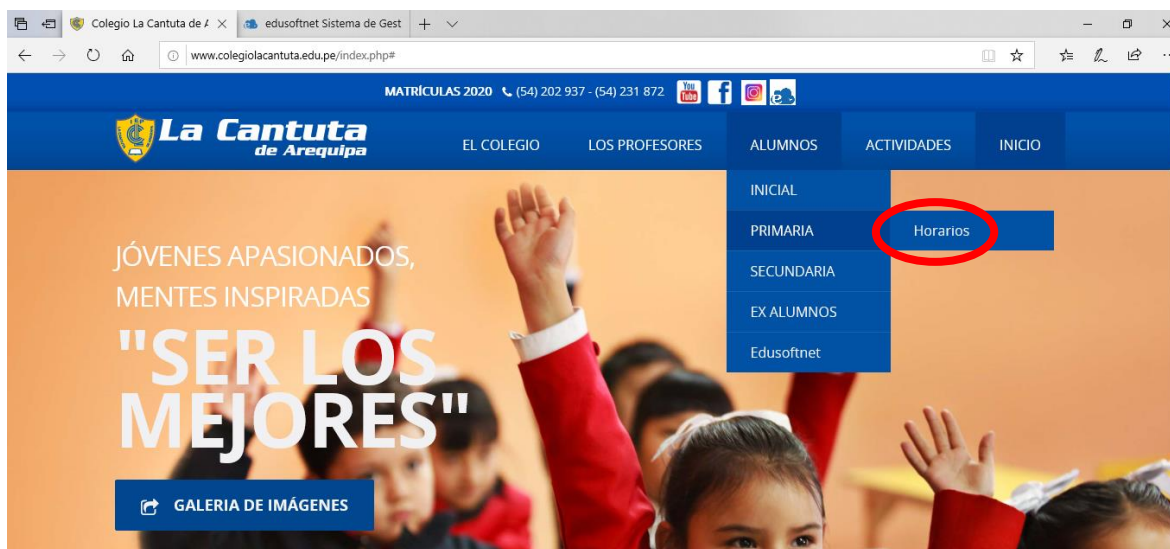 Colegio La Cantuta de A
edusoftnet Sistema de Gest
www.colegiolacantuta.edu.pe/index.php#
MATRÍCULAS 2020 (54) 202 937 - (54) 231 872 You Tube f e
La Cantuta
de Arequipa
EL COLEGIO LOS PROFESORES ALUMNOS ACTIVIDADES INICIO
INICIAL
PRIMARIA Horarios
SECUNDARIA
EX ALUMNOS
Edusoftnet
JÓVENES APASIONADOS,
MENTES INSPIRADAS
"SER LOS
MEJORES"
GALERIA DE IMÁGENES